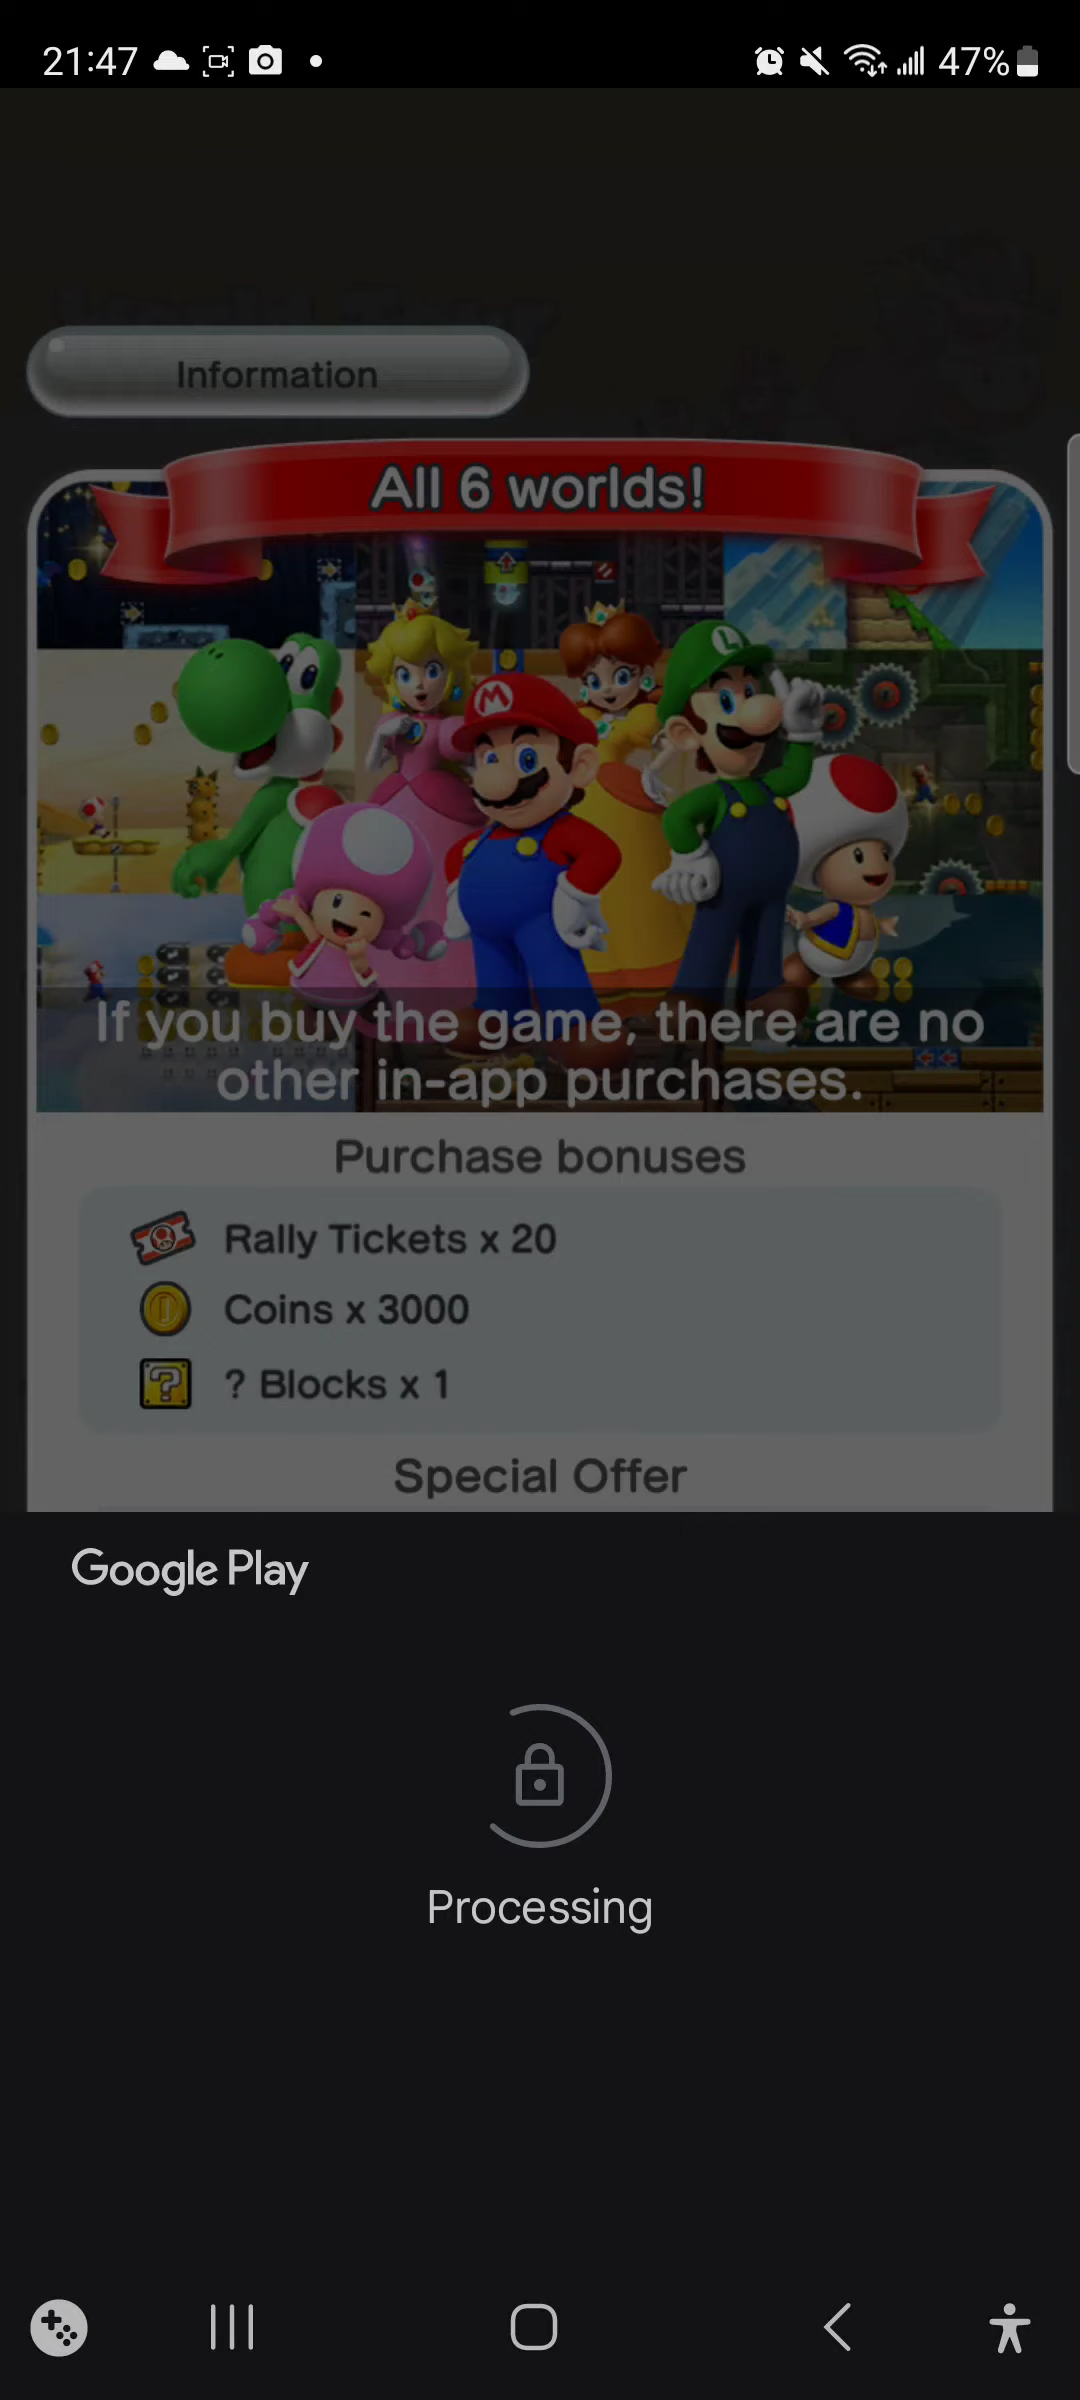 21:47
47%
Information
All 6 worlds!
If you buy the game, there are no
other in-app purchases.
Purchase bonuses
Rally Tickets x 20
Coins x 3000
? Blocks x 1
Special Offer
Google Play
Processing